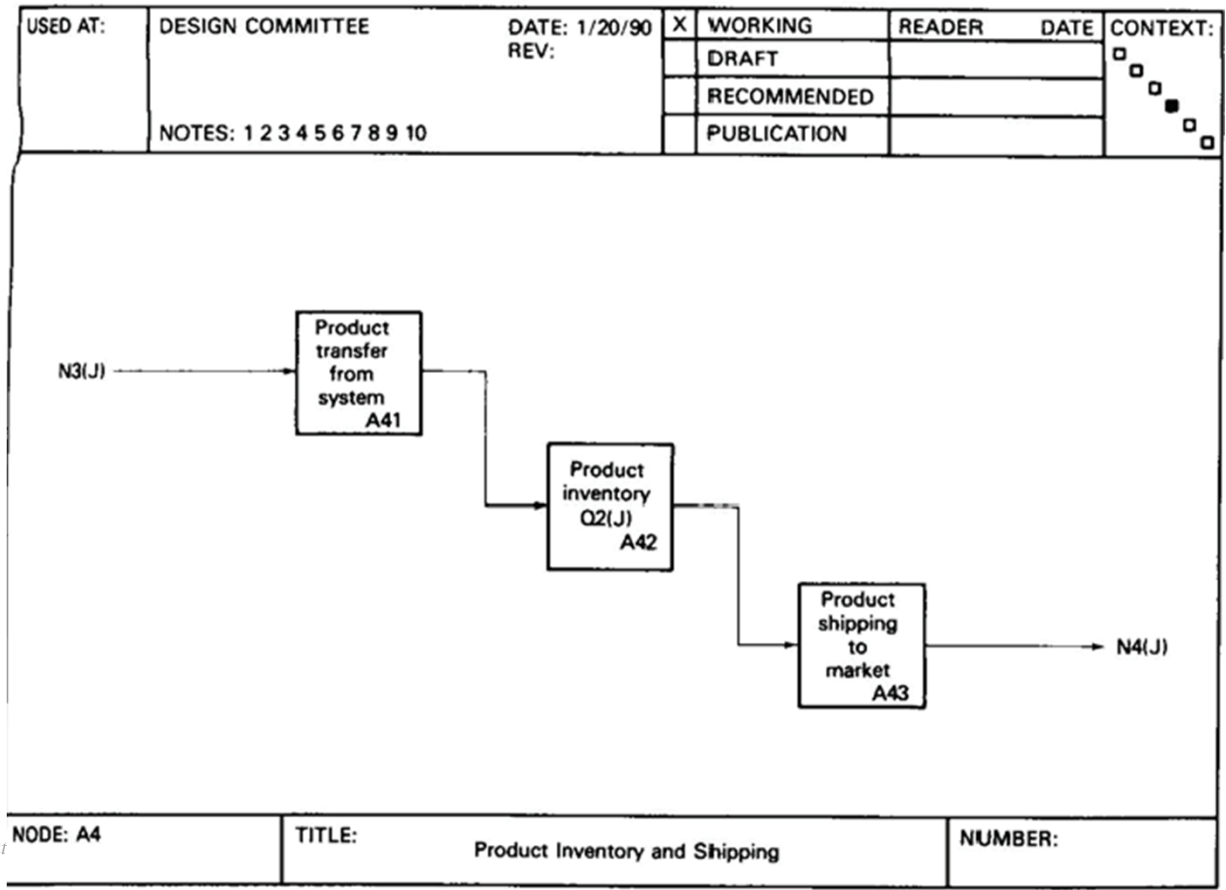 USED AT:
DESIGN COMMITTEE
DATE: 1/20/90
REV:
NOTES: 1 2 3 4 5 6 7 8 9 10
X WORKING
DRAFT
RECOMMENDED
PUBLICATION
READER DATE
CONTEXT:
N3(J)
Product
transfer
from
system
A41
Product
inventory
Q2(J)
A42
Product
shipping
to
market
A43
N4(J)
NODE: A4
TITLE:
Product Inventory and Shipping
NUMBER:
t